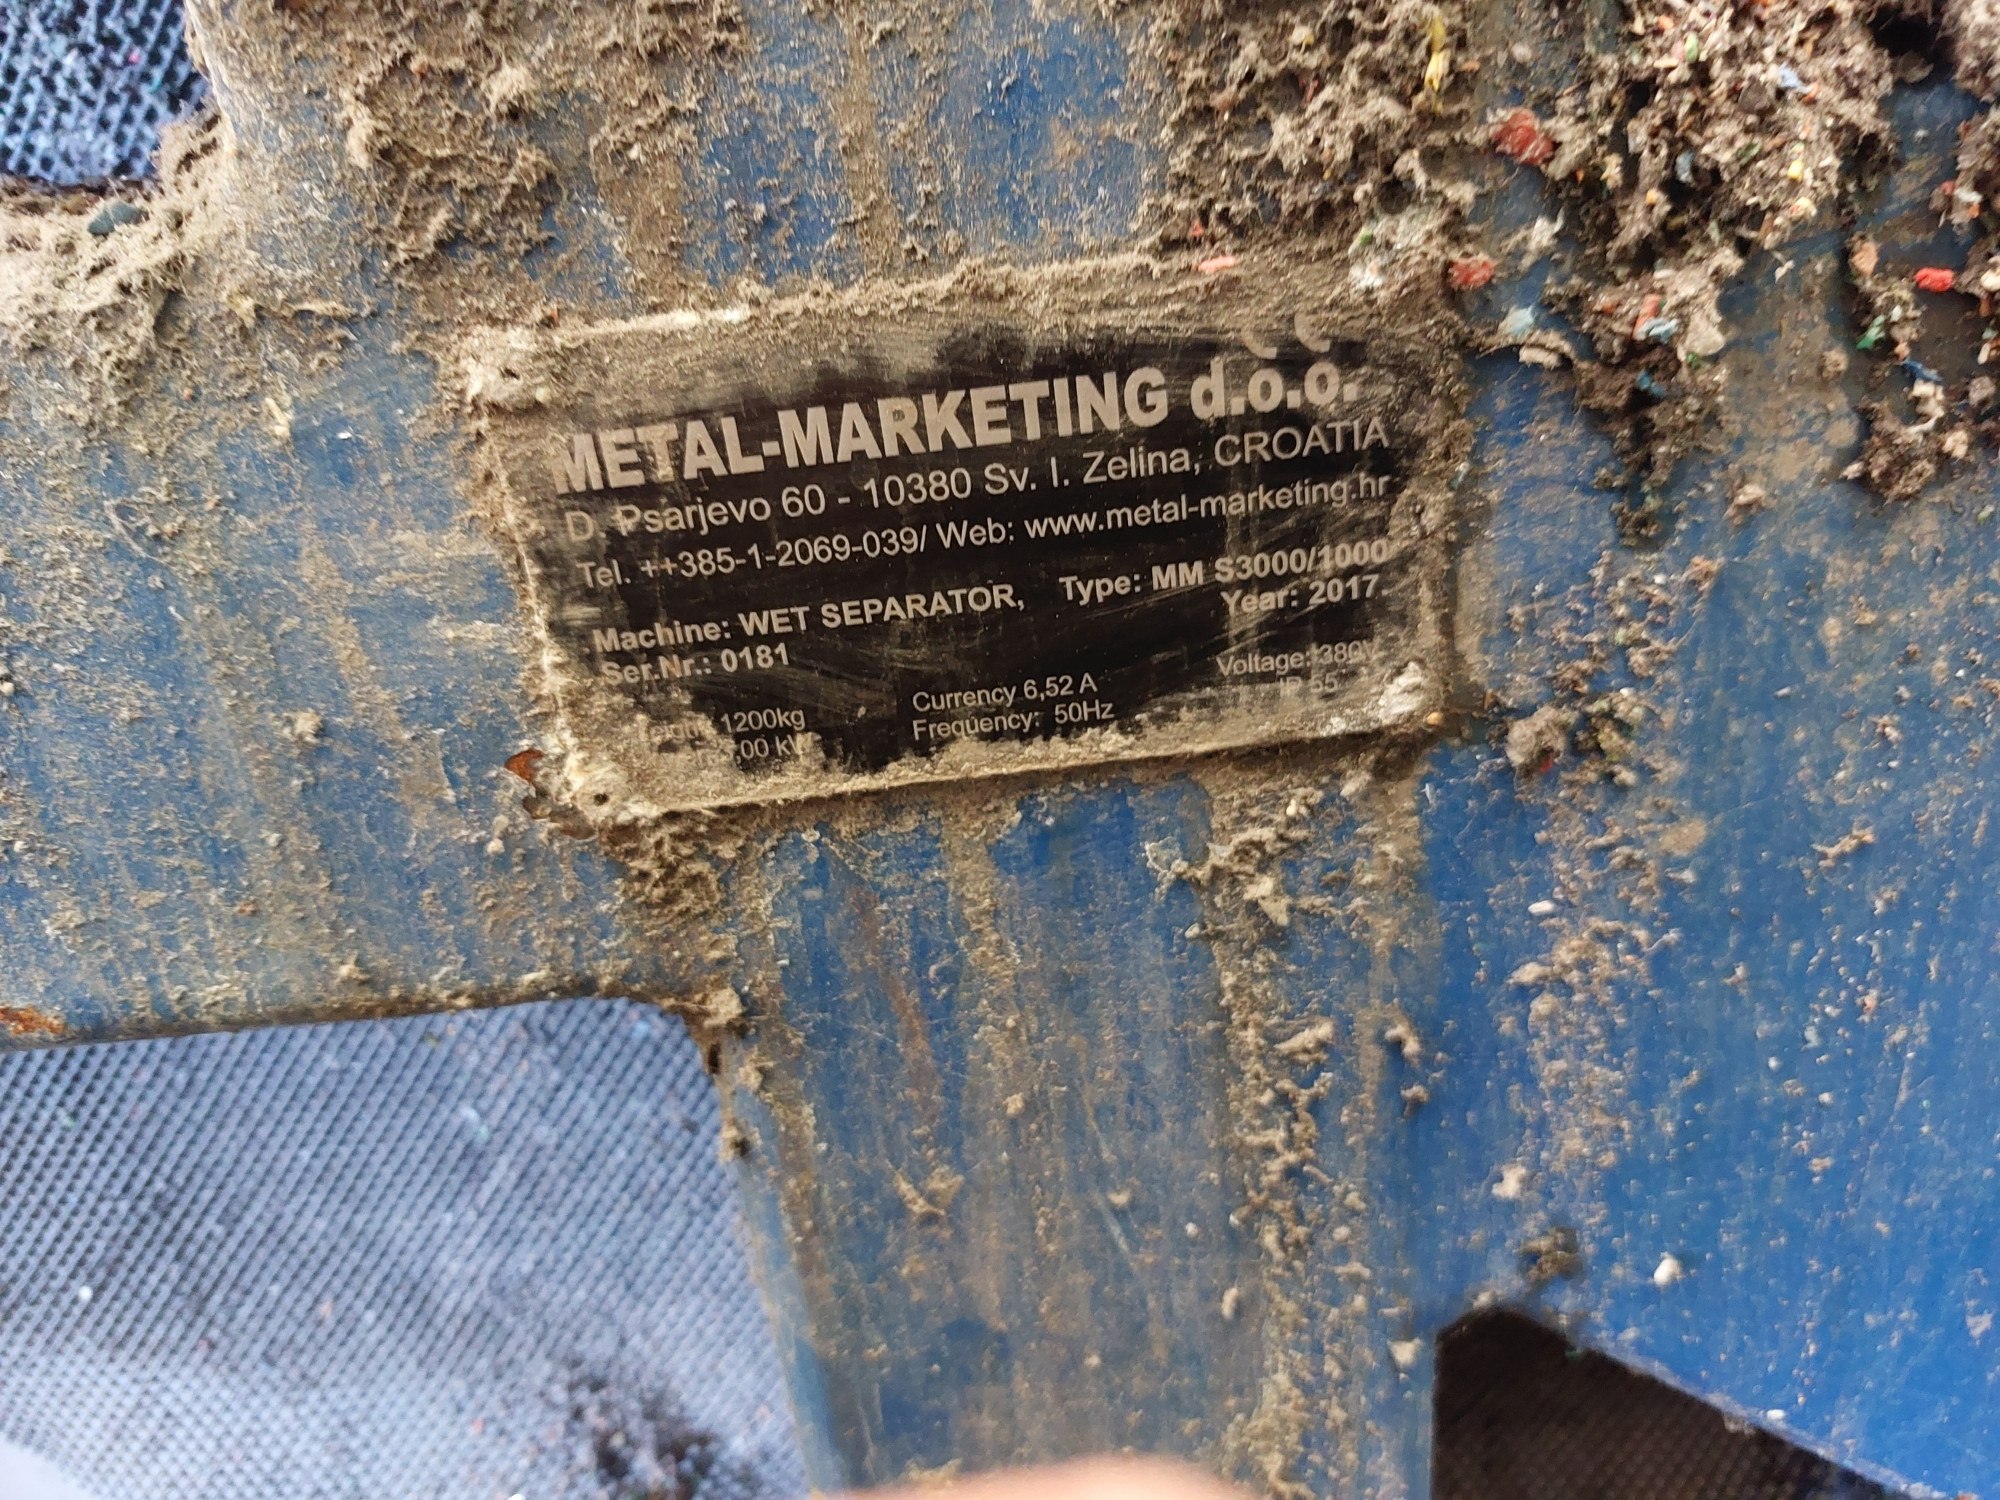 METAL-MARKETING d.o.o.
D. Psarjevo 60 - 10380 Sv. I. Zelina, CROATIA
Tel. ++385-1-2069-039/ Web: www.metal-marketing.hr
Machine: WET SEPARATOR, Type: MM S3000/1000
Ser.Nr.: 0181 Year: 2017.
1200kg Currency 6,52 A Voltage: 380V
Frequency: 50Hz IP 55